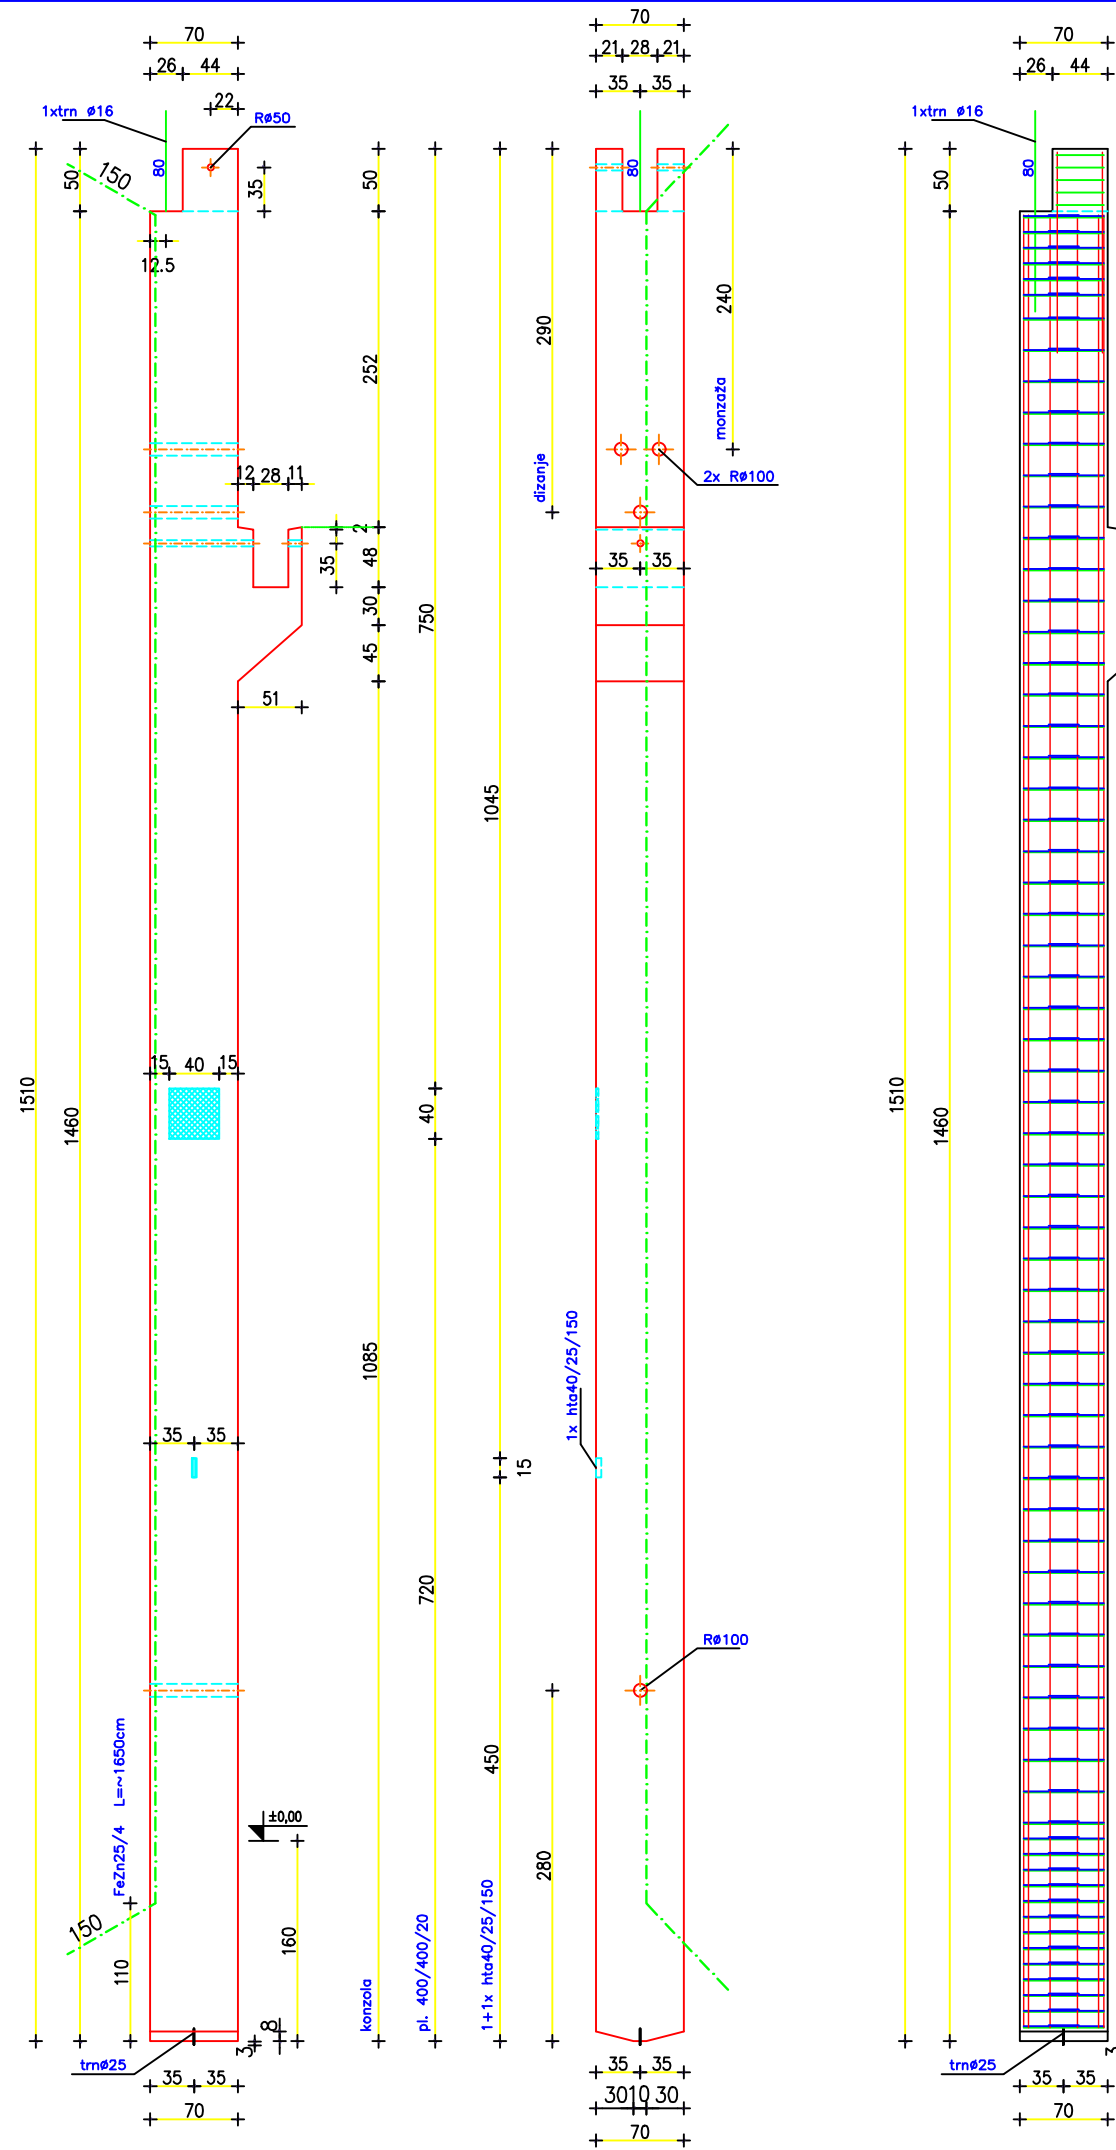 70
70
70
26 44
21 28 21
26 44
22
35 35
1xtrn ø16
RØ50
1xtrn ø16
50
150
80
35
50
80
50
80
12.5
252
290
240
monzaža
12 28 11
dizanje
2x RØ100
2
35
48
35 35
30
750
45
51
1045
15 40 15
1510
1460
40
1510
1460
1x hta40/25/150
1085
35 35
15
720
RØ100
FeZn25/4 L=~1650cm
450
±0,00
280
150
110
160
konzola
pl. 400/400/20
1+1x hta40/25/150
8
3
3
trnø25
trnø25
35 35
35 35
35 35
30 10 30
70
70
70